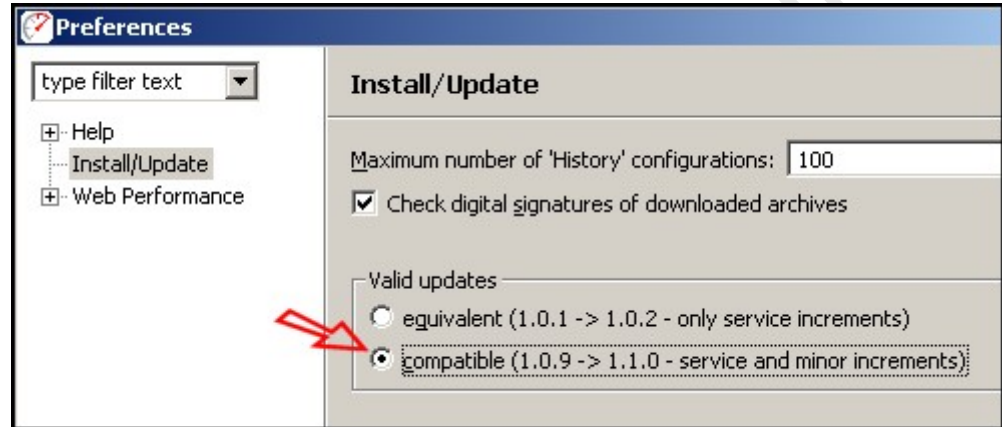 Preferences
type filter text
Help
Install/Update
Web Performance
Install/Update
Maximum number of 'History' configurations: 100
Check digital signatures of downloaded archives
Valid updates
equivalent (1.0.1 -> 1.0.2 - only service increments)
compatible (1.0.9 -> 1.1.0 - service and minor increments)